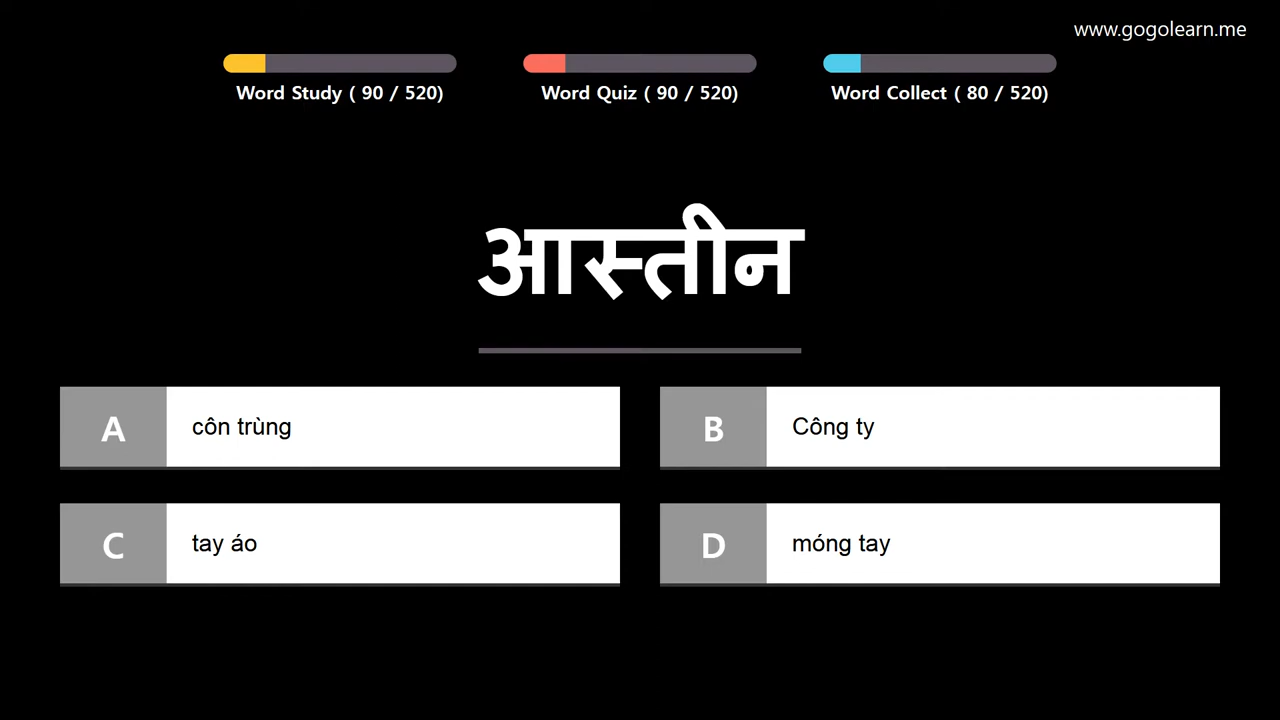 www.gogolearn.me
Word Study ( 90 / 520)
Word Quiz ( 90 / 520)
Word Collect ( 80 / 520)
आस्तीन
A
côn trùng
B
Công ty
C
tay áo
D
móng tay